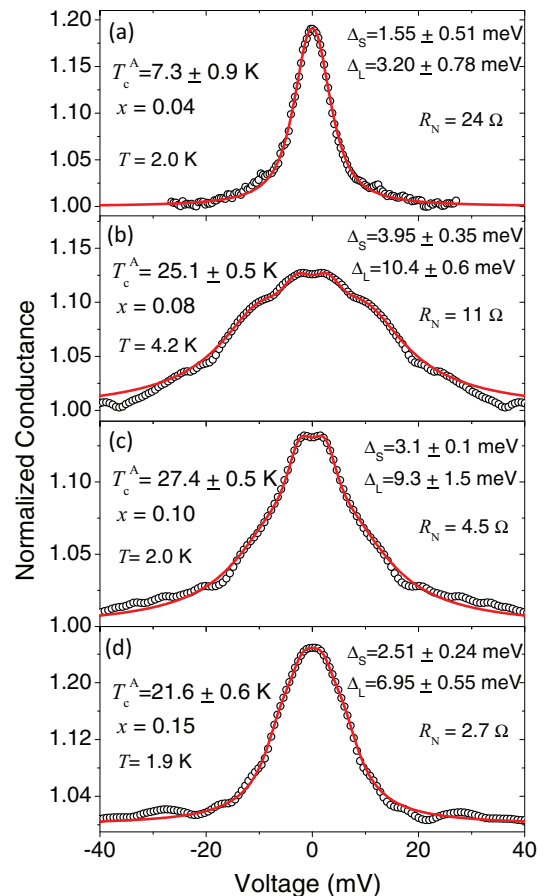 Normalized Conductance
1.20
1.15
1.10
1.05
1.00
(a)
T_c^A=7.3 ± 0.9 K
x = 0.04
T = 2.0 K
Δ_S=1.55 ± 0.51 meV
Δ_L=3.20 ± 0.78 meV
R_N = 24 Ω
1.15
1.10
1.05
1.00
(b)
T_c^A= 25.1 ± 0.5 K
x = 0.08
T = 4.2 K
Δ_S=3.95 ± 0.35 meV
Δ_L=10.4 ± 0.6 meV
R_N = 11 Ω
1.10
1.05
1.00
(c)
T_c^A= 27.4 ± 0.5 K
x = 0.10
T= 2.0 K
Δ_S=3.1 ± 0.1 meV
Δ_L=9.3 ± 1.5 meV
R_N = 4.5 Ω
1.20
1.12
1.04
(d)
T_c^A=21.6 ± 0.6 K
x = 0.15
T= 1.9 K
Δ_S=2.51 ± 0.24 meV
Δ_L=6.95 ± 0.55 meV
R_N = 2.7 Ω
-40 -20 0 20 40
Voltage (mV)